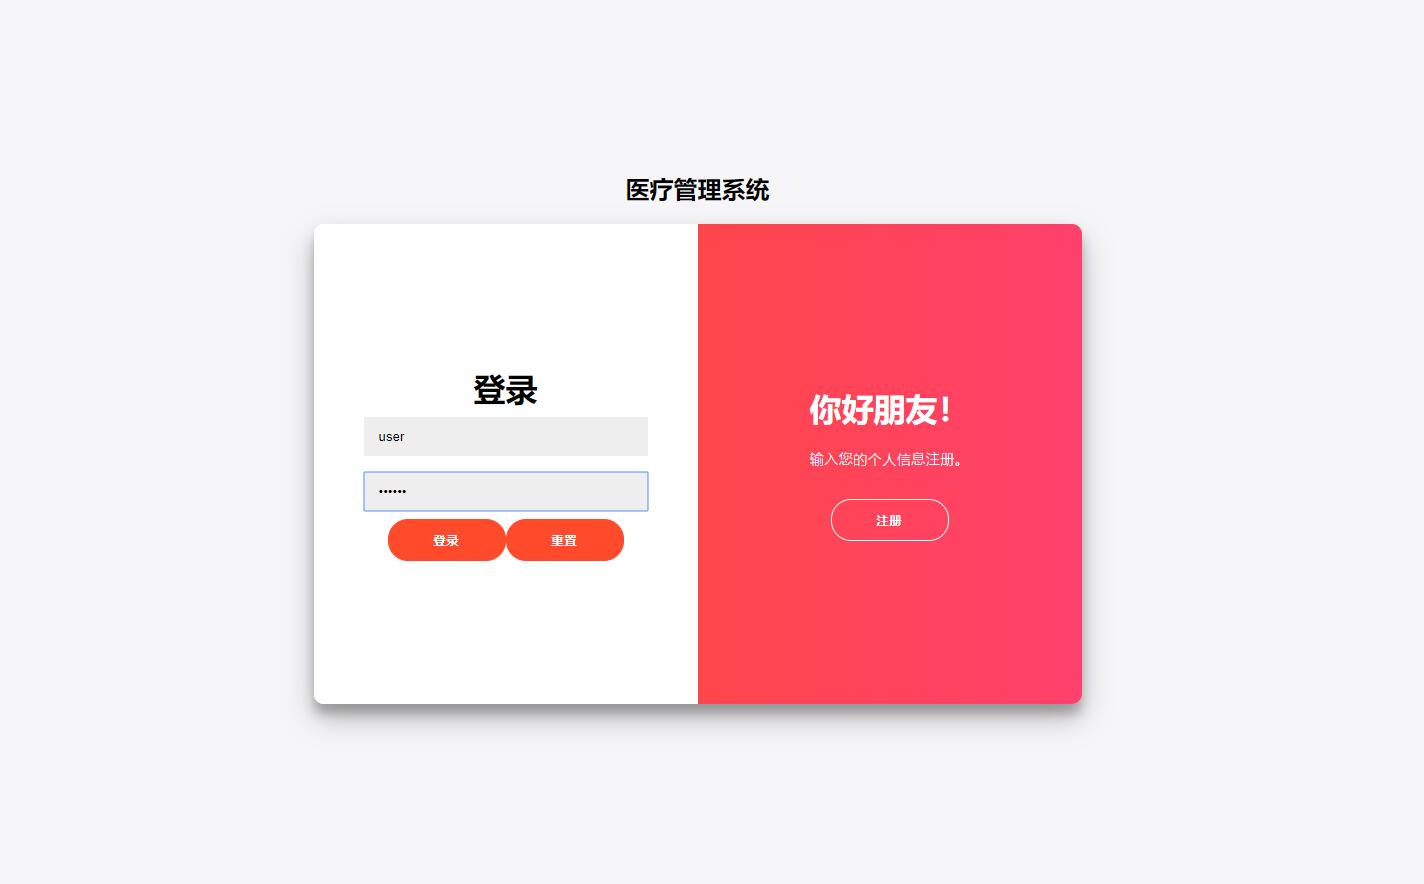 医疗管理系统
登录
user
••••••
登录 重置
你好朋友!
输入您的个人信息注册。
注册